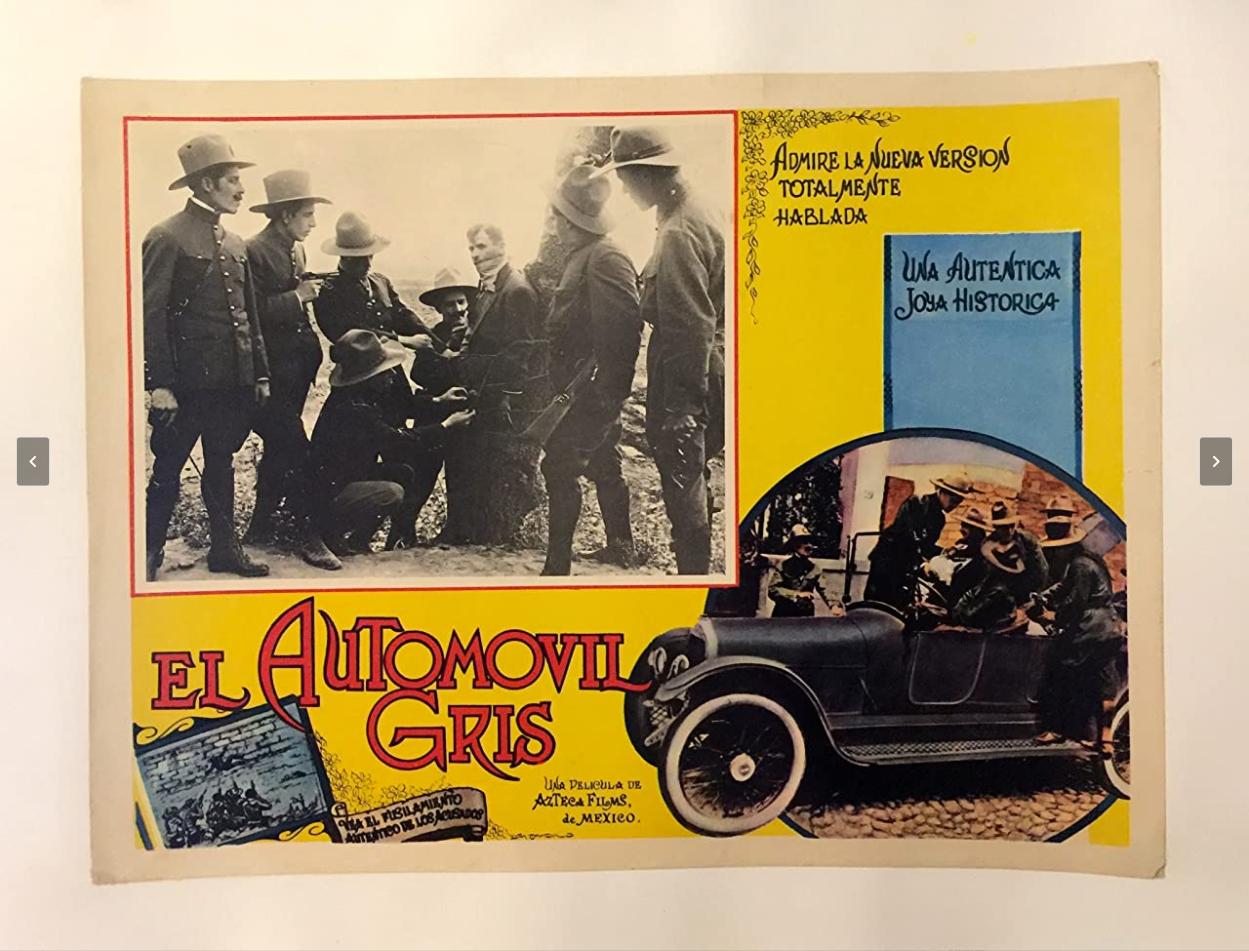 ADMIRE LA NUEVA VERSION
TOTALMENTE
HABLADA
UNA AUTENTICA
JOYA HISTORICA
EL AUTOMOVIL
GRIS
UNA PELICULA DE
AZTECA FILMS,
de MEXICO.
VEA EL FUSILAMIENTO
AUTENTICO DE LOS ACUSADOS